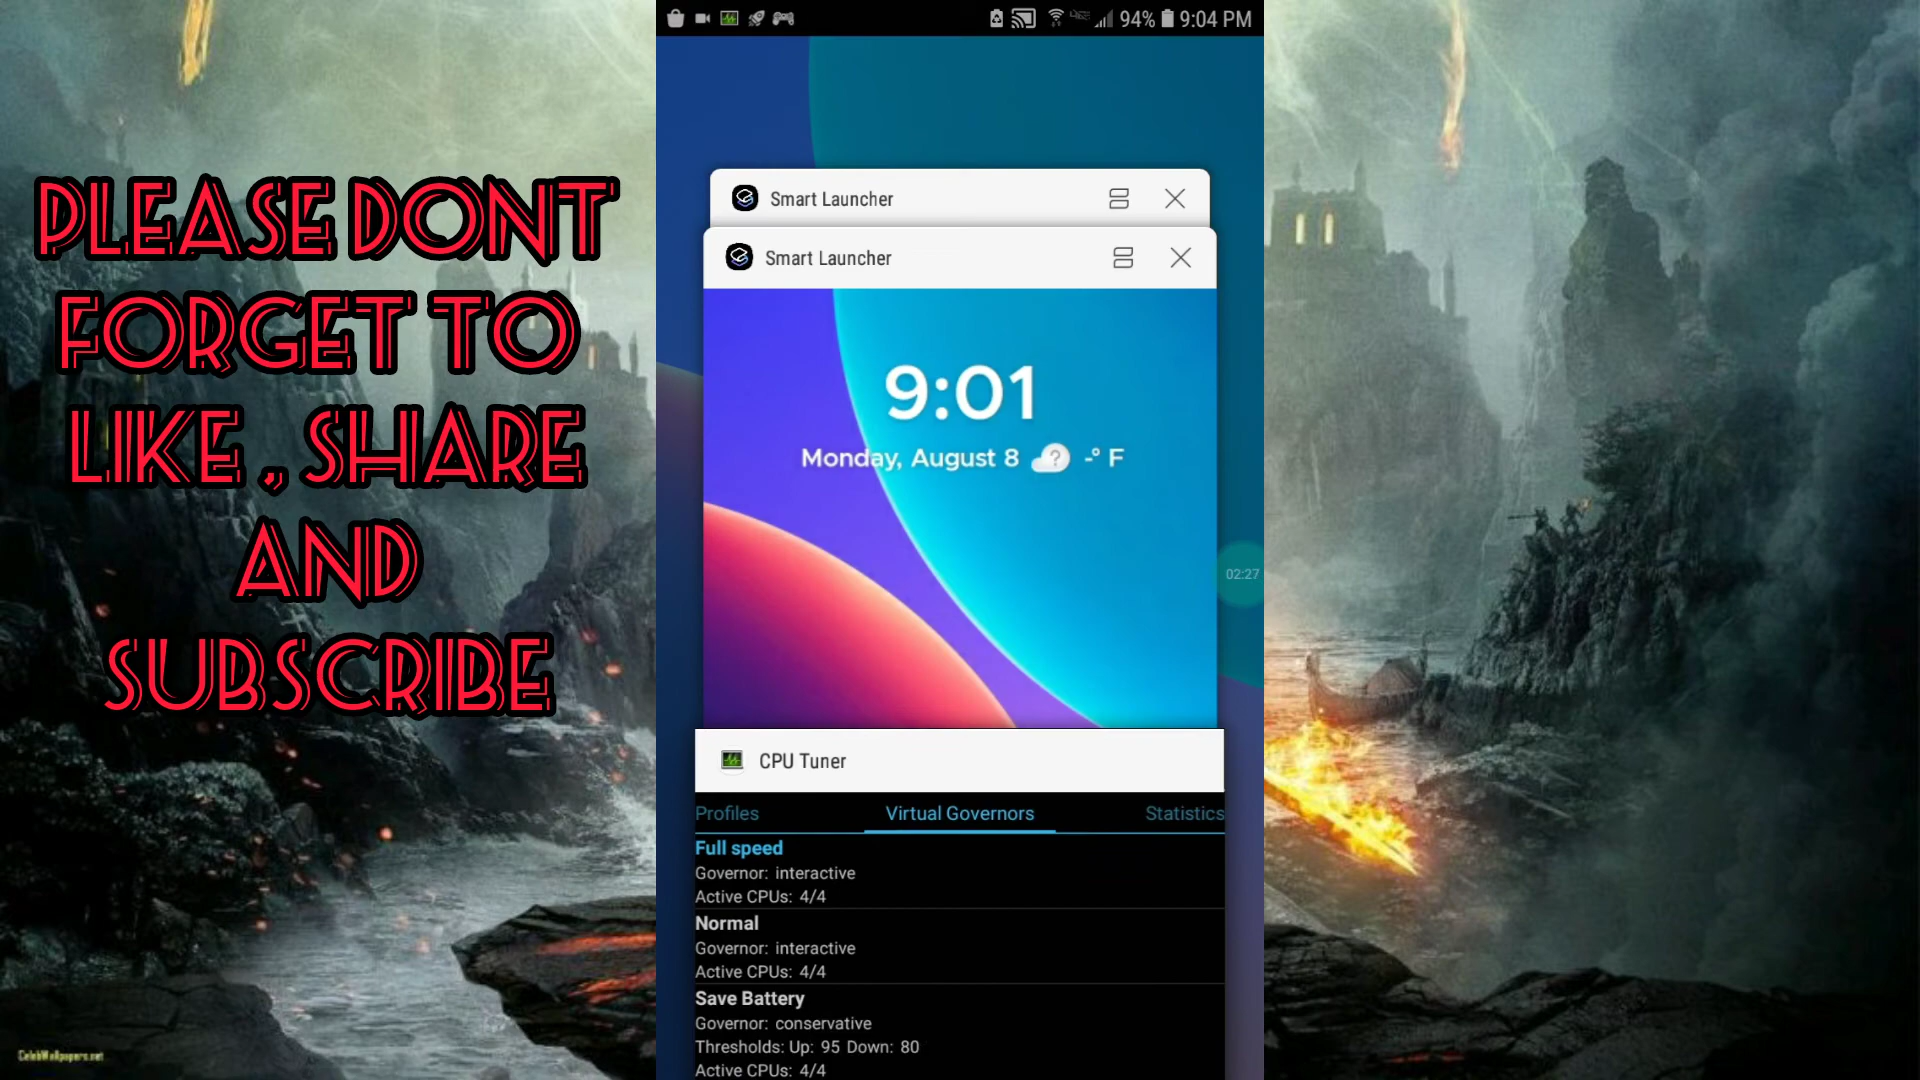 PLEASE DONT
FORGET TO
LIKE , SHARE
AND
SUBSCRIBE
CelebWallpapers.net
94% 9:04 PM
Smart Launcher
Smart Launcher
9:01
Monday, August 8 -° F
02:27
CPU Tuner
Profiles Virtual Governors Statistics
Full speed
Governor: interactive
Active CPUs: 4/4
Normal
Governor: interactive
Active CPUs: 4/4
Save Battery
Governor: conservative
Thresholds: Up: 95 Down: 80
Active CPUs: 4/4